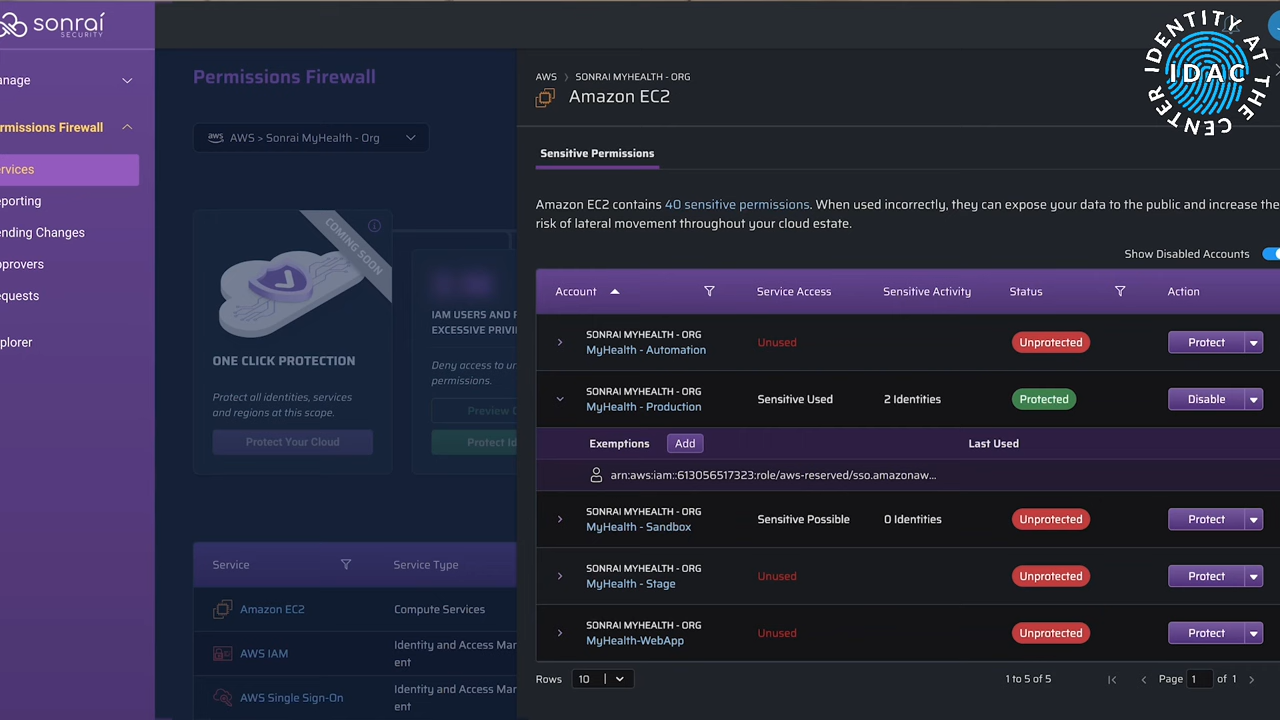 sonraí
SECURITY
anage
rmissions Firewall
rvices
porting
ending Changes
provers
equests
plorer
Permissions Firewall
aws AWS > Sonrai MyHealth - Org
COMING SOON
ONE CLICK PROTECTION
Protect all identities, services
and regions at this scope.
Protect Your Cloud
IAM USERS AND R
EXCESSIVE PRIVI
Deny access to un
permissions.
Preview C
Protect Id
Service Service Type
Amazon EC2 Compute Services
AWS IAM Identity and Access Man
ent
AWS Single Sign-On Identity and Access Man
ent
AWS > SONRAI MYHEALTH - ORG
Amazon EC2
IDENTITY AT THE CENTER
IDAC
Sensitive Permissions
Amazon EC2 contains 40 sensitive permissions. When used incorrectly, they can expose your data to the public and increase the
risk of lateral movement throughout your cloud estate.
Show Disabled Accounts
Account Service Access Sensitive Activity Status Action
SONRAI MYHEALTH - ORG
MyHealth - Automation Unused Unprotected Protect
SONRAI MYHEALTH - ORG
MyHealth - Production Sensitive Used 2 Identities Protected Disable
Exemptions Add Last Used
arn:aws:iam::613056517323:role/aws-reserved/sso.amazonaw...
SONRAI MYHEALTH - ORG
MyHealth - Sandbox Sensitive Possible 0 Identities Unprotected Protect
SONRAI MYHEALTH - ORG
MyHealth - Stage Unused Unprotected Protect
SONRAI MYHEALTH - ORG
MyHealth-WebApp Unused Unprotected Protect
Rows 10 1 to 5 of 5 Page 1 of 1